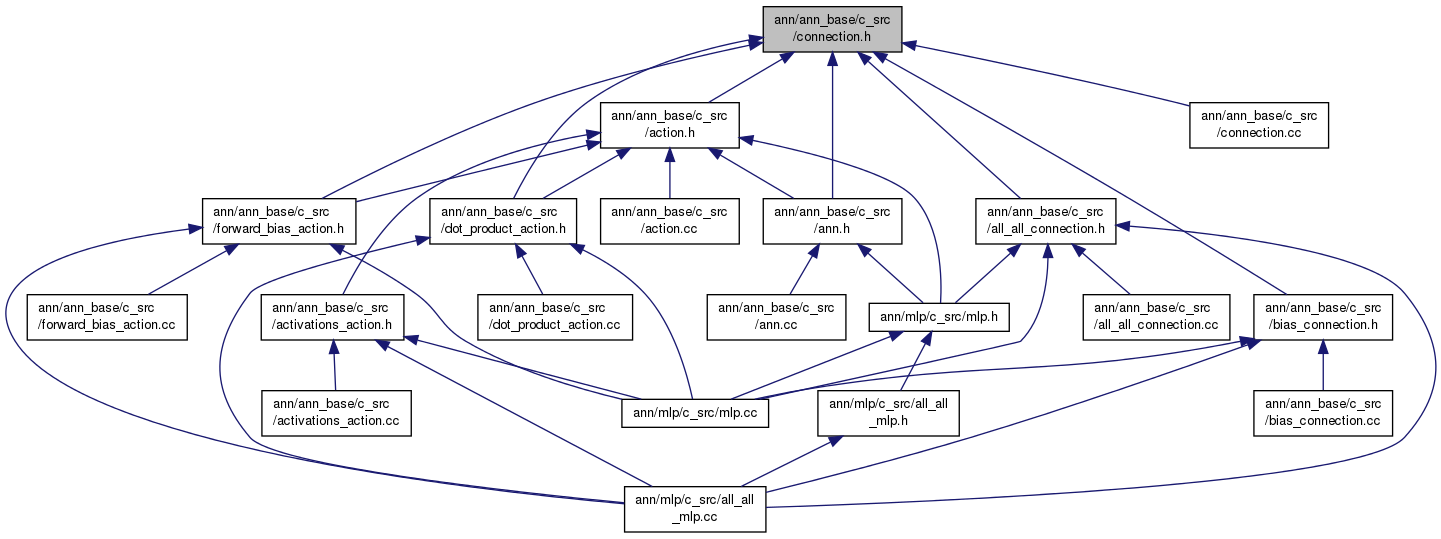 ann/ann_base/c_src
/connection.h
ann/ann_base/c_src
/action.h
ann/ann_base/c_src
/connection.cc
ann/ann_base/c_src
/forward_bias_action.h
ann/ann_base/c_src
/dot_product_action.h
ann/ann_base/c_src
/action.cc
ann/ann_base/c_src
/ann.h
ann/ann_base/c_src
/all_all_connection.h
ann/ann_base/c_src
/forward_bias_action.cc
ann/ann_base/c_src
/activations_action.h
ann/ann_base/c_src
/dot_product_action.cc
ann/ann_base/c_src
/ann.cc
ann/mlp/c_src/mlp.h
ann/ann_base/c_src
/all_all_connection.cc
ann/ann_base/c_src
/bias_connection.h
ann/ann_base/c_src
/activations_action.cc
ann/mlp/c_src/mlp.cc
ann/mlp/c_src/all_all
_mlp.h
ann/ann_base/c_src
/bias_connection.cc
ann/mlp/c_src/all_all
_mlp.cc